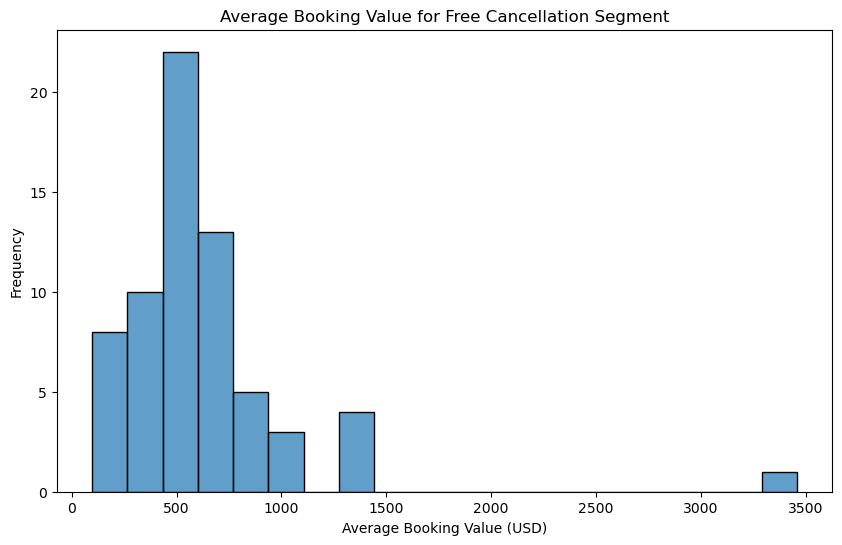 Average Booking Value for Free Cancellation Segment
Frequency
20
15
10
5
0
0 500 1000 1500 2000 2500 3000 3500
Average Booking Value (USD)